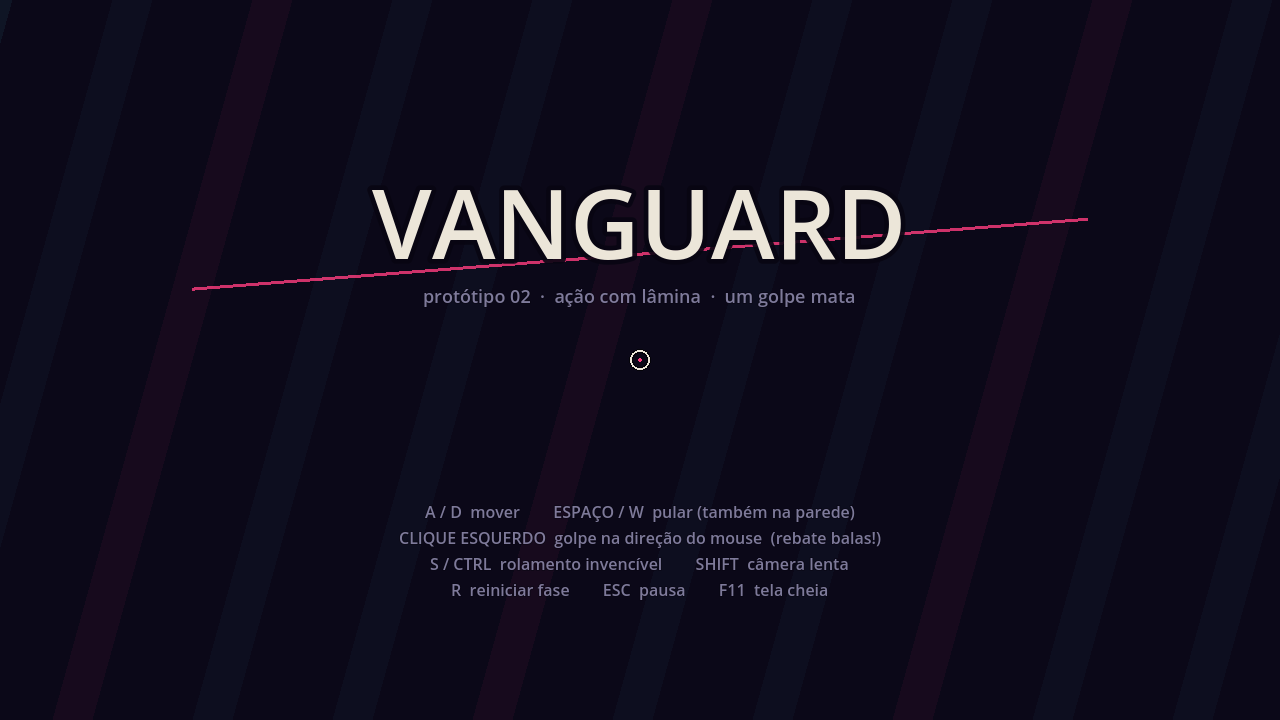 VANGUARD
protótipo 02 · ação com lâmina · um golpe mata
A / D mover ESPAÇO / W pular (também na parede)
CLIQUE ESQUERDO golpe na direção do mouse (rebate balas!)
S / CTRL rolamento invencível SHIFT câmera lenta
R reiniciar fase ESC pausa F11 tela cheia